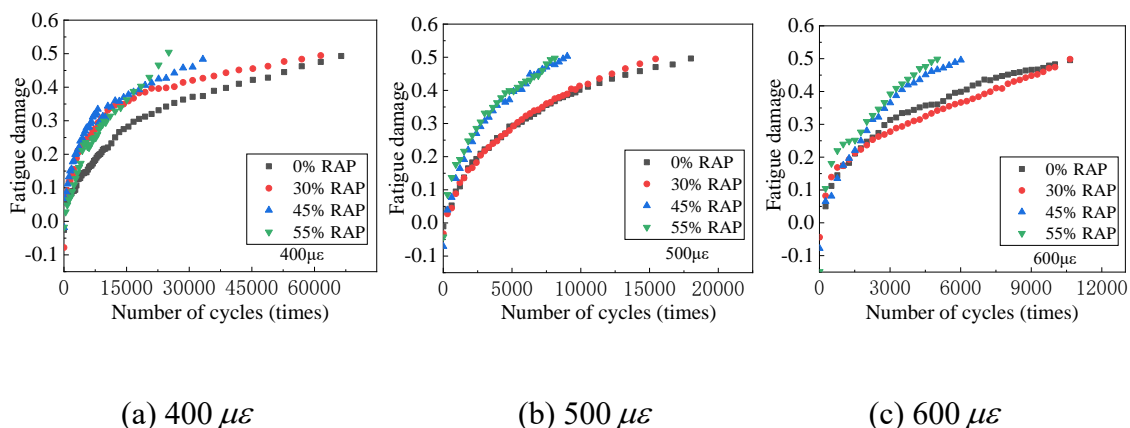 0.6
0.5
0.4
0.3
0.2
0.1
0.0
-0.1
Fatigue damage
0% RAP
30% RAP
45% RAP
55% RAP
400με
0 15000 30000 45000 60000
Number of cycles (times)
0.6
0.5
0.4
0.3
0.2
0.1
0.0
-0.1
Fatigue damage
0% RAP
30% RAP
45% RAP
55% RAP
500με
0 5000 10000 15000 20000
Number of cycles (times)
0.6
0.5
0.4
0.3
0.2
0.1
0.0
-0.1
Fatigue damage
0% RAP
30% RAP
45% RAP
55% RAP
600με
0 3000 6000 9000 12000
Number of cycles (times)
(a) 400 με
(b) 500 με
(c) 600 με